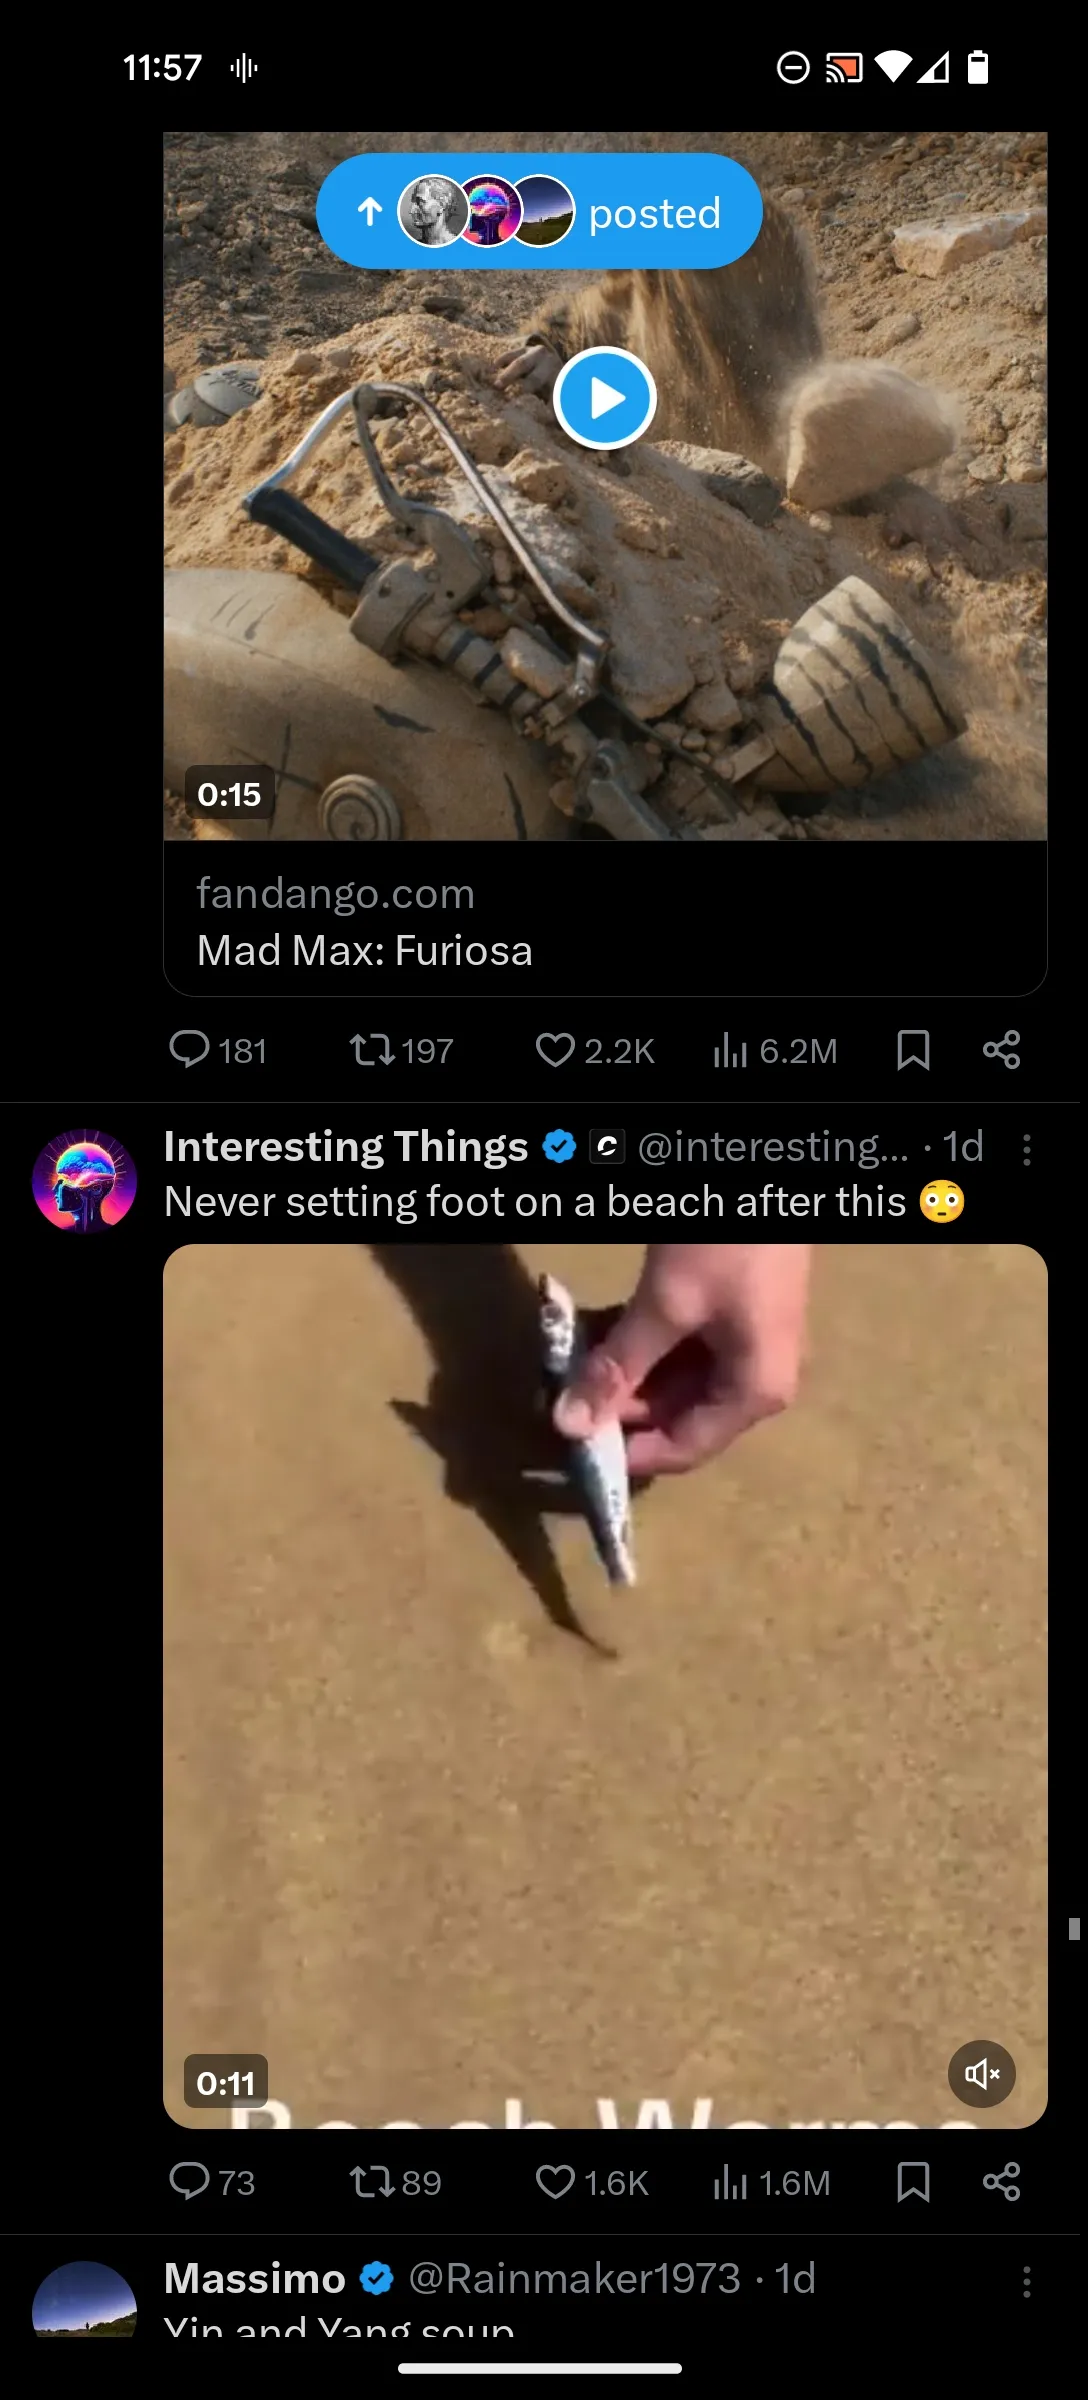 11:57
posted
0:15
fandango.com
Mad Max: Furiosa
181 197 2.2K 6.2M
Interesting Things @interesting... · 1d
Never setting foot on a beach after this 😳
0:11
Beach Worms
73 89 1.6K 1.6M
Massimo @Rainmaker1973 · 1d
Yin and Yang soup